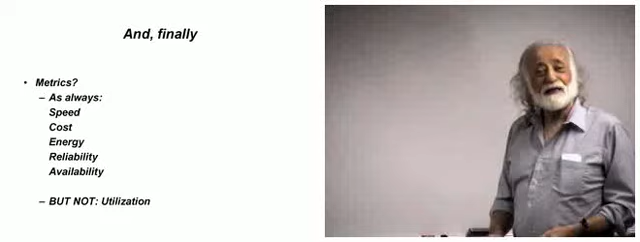 And, finally
• Metrics?
– As always:
Speed
Cost
Energy
Reliability
Availability
– BUT NOT: Utilization